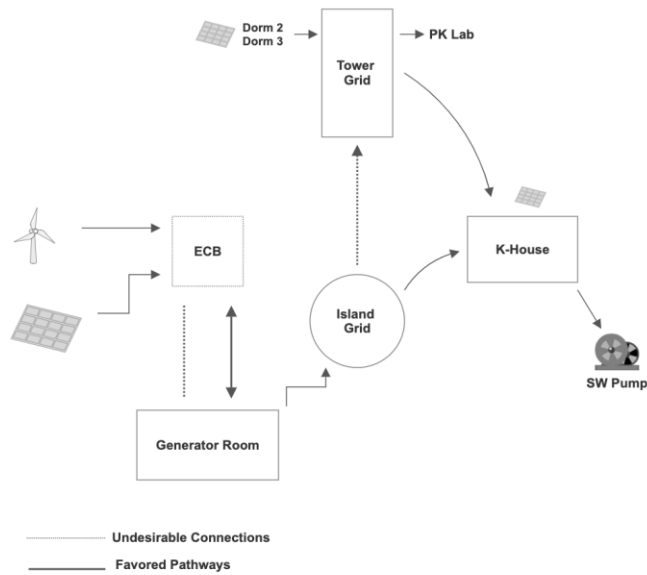 Dorm 2
Dorm 3
PK Lab
Tower
Grid
ECB
K-House
Island
Grid
SW Pump
Generator Room
Undesirable Connections
Favored Pathways